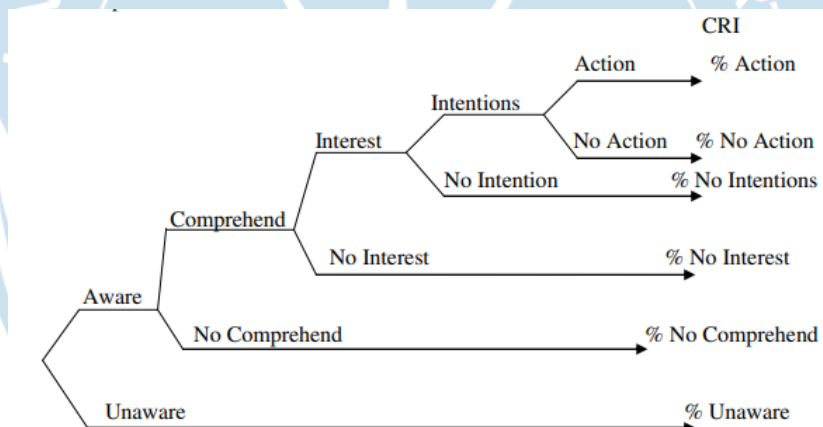 CRI
Action % Action
Intentions
Interest No Action % No Action
No Intention % No Intentions
Comprehend
No Interest % No Interest
Aware
No Comprehend % No Comprehend
Unaware % Unaware